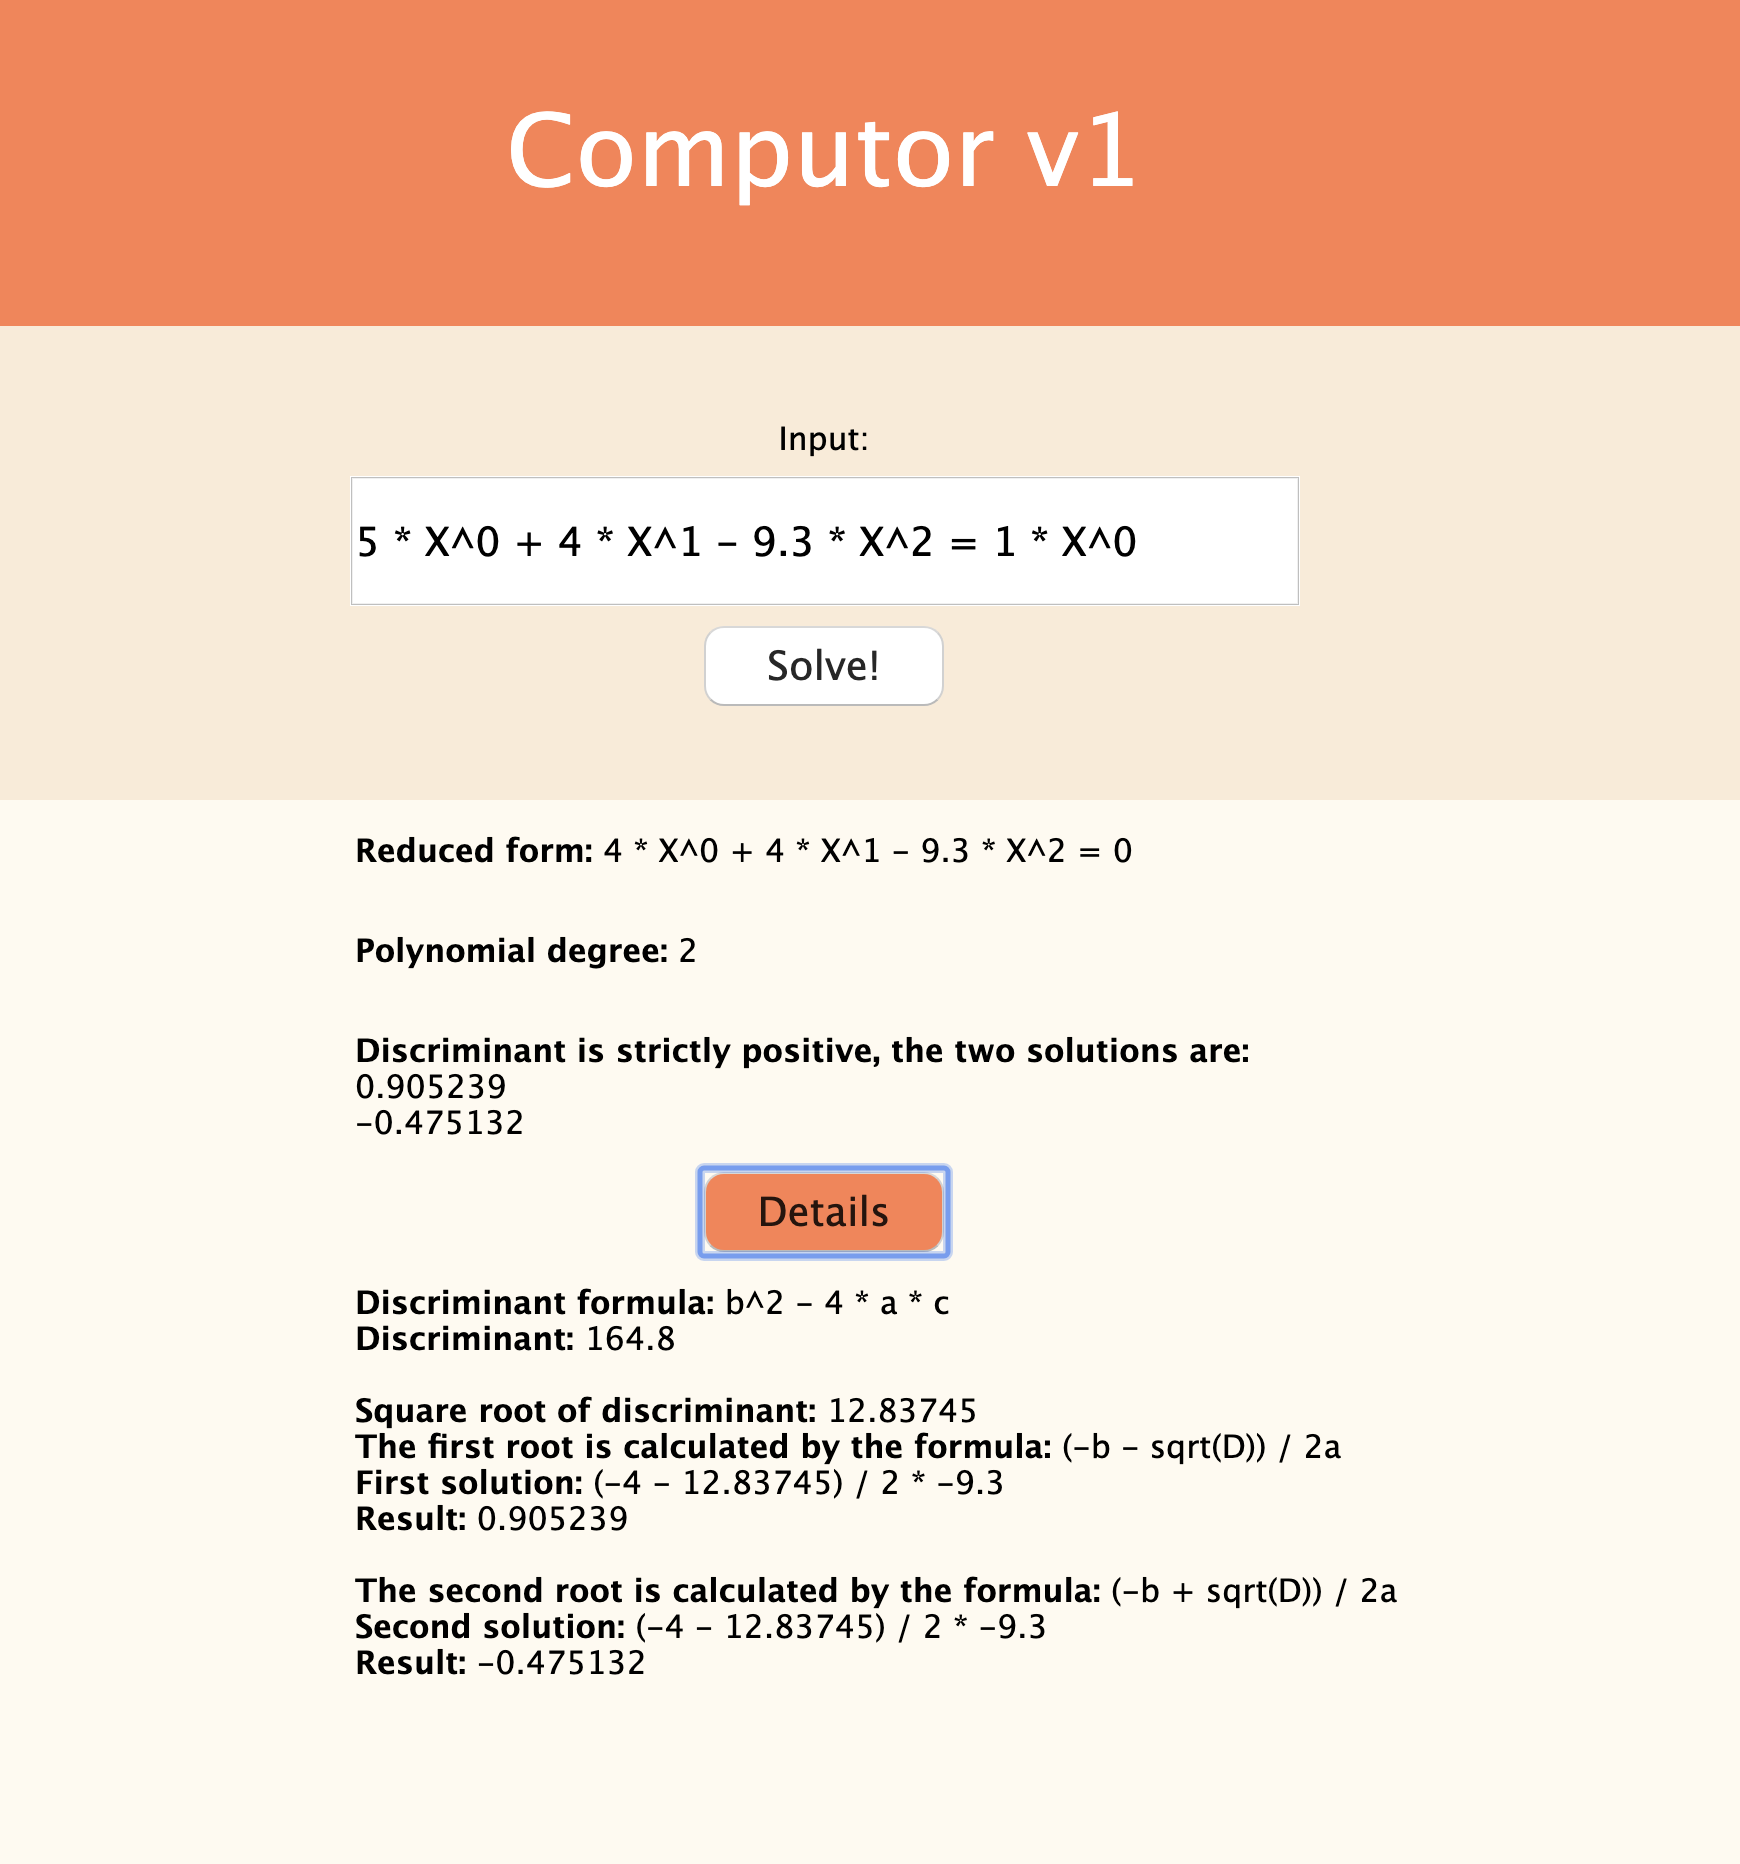 Computor v1
Input:
5 * X^0 + 4 * X^1 - 9.3 * X^2 = 1 * X^0
Solve!
Reduced form: 4 * X^0 + 4 * X^1 - 9.3 * X^2 = 0
Polynomial degree: 2
Discriminant is strictly positive, the two solutions are:
0.905239
-0.475132
Details
Discriminant formula: b^2 - 4 * a * c
Discriminant: 164.8
Square root of discriminant: 12.83745
The first root is calculated by the formula: (-b - sqrt(D)) / 2a
First solution: (-4 - 12.83745) / 2 * -9.3
Result: 0.905239
The second root is calculated by the formula: (-b + sqrt(D)) / 2a
Second solution: (-4 - 12.83745) / 2 * -9.3
Result: -0.475132